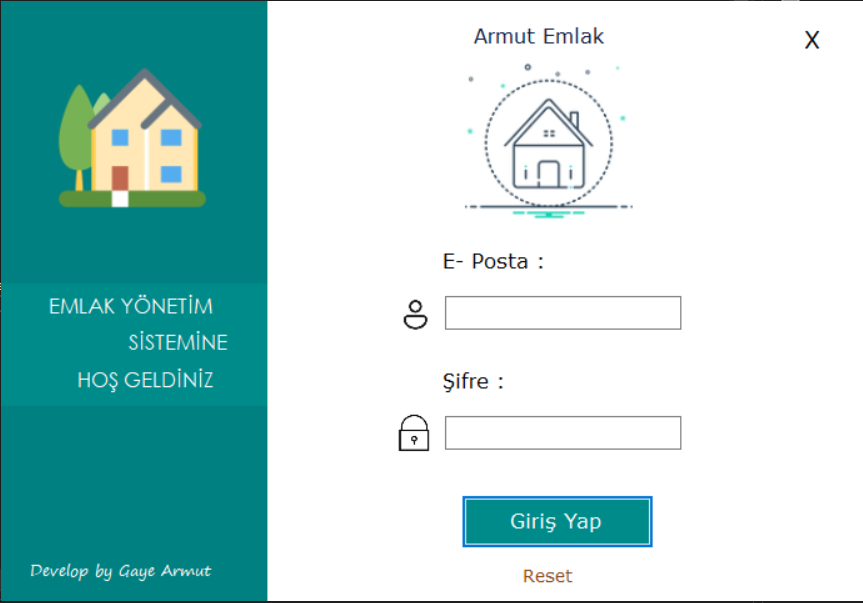 EMLAK YÖNETİM
SİSTEMİNE
HOŞ GELDİNİZ
Develop by Gaye Armut
Armut Emlak
X
E- Posta :
Şifre :
Giriş Yap
Reset